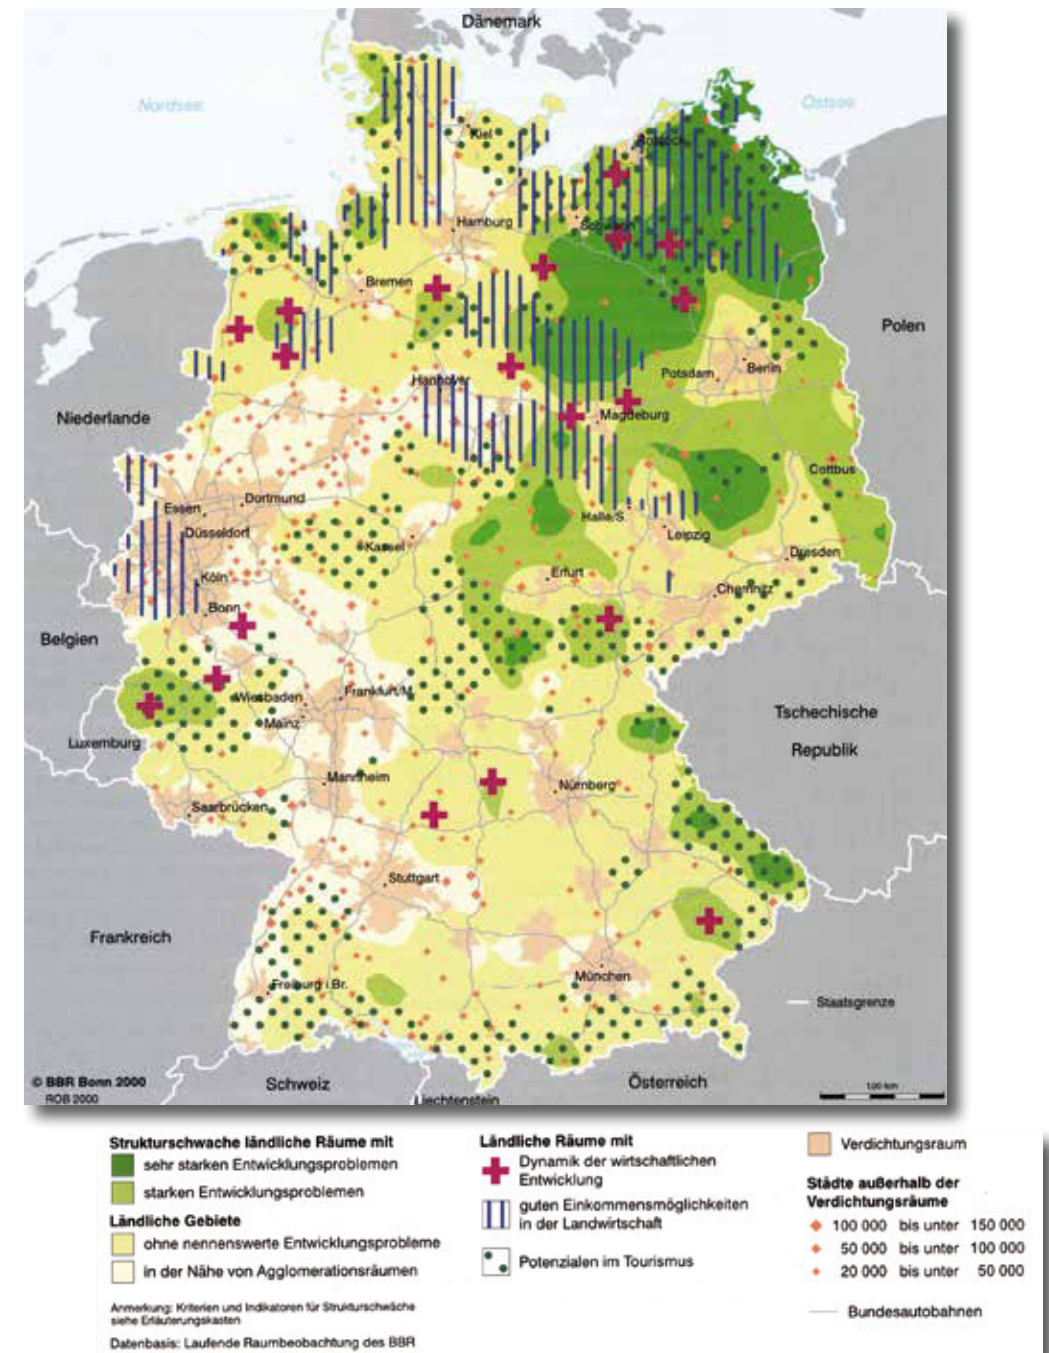 Dänemark
Nordsee
Ostsee
Kiel
Rostock
Hamburg
Schwerin
Bremen
Polen
Hannover
Potsdam
Berlin
Niederlande
Magdeburg
Cottbus
Essen
Dortmund
Halle/S.
Düsseldorf
Leipzig
Kassel
Dresden
Köln
Erfurt
Chemnitz
Bonn
Belgien
Wiesbaden
Frankfurt/M.
Mainz
Tschechische
Republik
Luxemburg
Mannheim
Nürnberg
Saarbrücken
Stuttgart
Frankreich
München
Freiburg i.Br.
Staatsgrenze
© BBR Bonn 2000
ROB 2000
Schweiz
Österreich
100 km
Liechtenstein
Strukturschwache ländliche Räume mit
sehr starken Entwicklungsproblemen
starken Entwicklungsproblemen
Ländliche Gebiete
ohne nennenswerte Entwicklungsprobleme
in der Nähe von Agglomerationsräumen
Anmerkung: Kriterien und Indikatoren für Strukturschwäche
siehe Erläuterungskasten
Datenbasis: Laufende Raumbeobachtung des BBR
Ländliche Räume mit
Dynamik der wirtschaftlichen
Entwicklung
guten Einkommensmöglichkeiten
in der Landwirtschaft
Potenzialen im Tourismus
Verdichtungsraum
Städte außerhalb der
Verdichtungsräume
100 000 bis unter 150 000
50 000 bis unter 100 000
20 000 bis unter 50 000
Bundesautobahnen